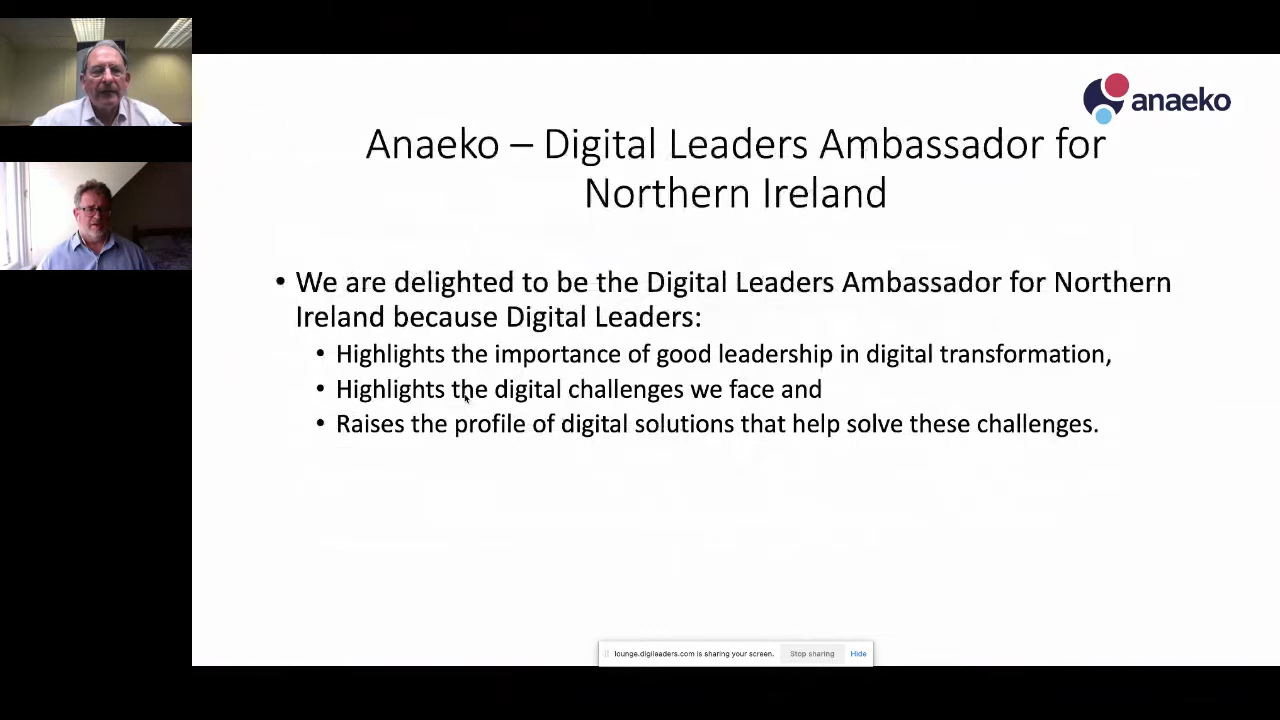 anaeko
Anaeko – Digital Leaders Ambassador for
Northern Ireland
• We are delighted to be the Digital Leaders Ambassador for Northern
Ireland because Digital Leaders:
• Highlights the importance of good leadership in digital transformation,
• Highlights the digital challenges we face and
• Raises the profile of digital solutions that help solve these challenges.
lounge.digileaders.com is sharing your screen. Stop sharing Hide